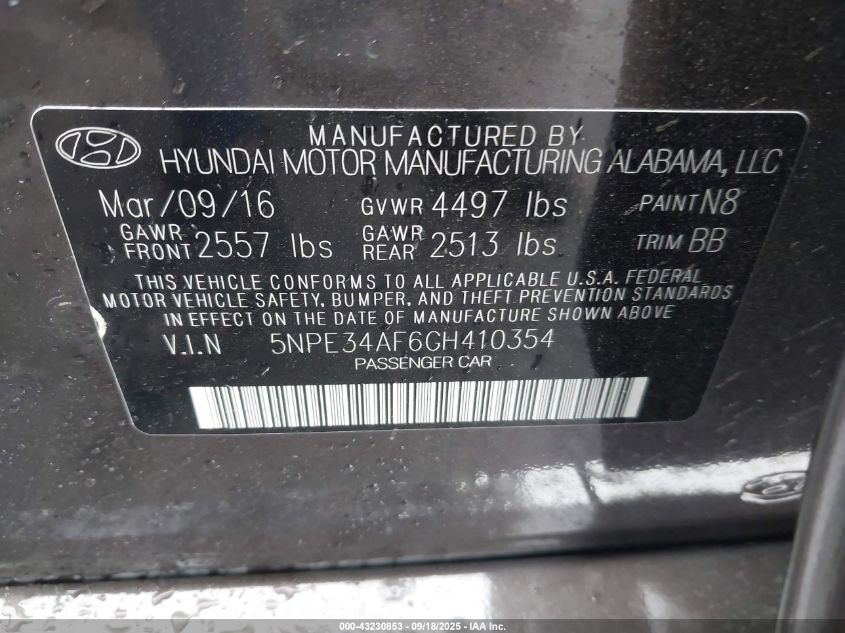 MANUFACTURED BY
HYUNDAI MOTOR MANUFACTURING ALABAMA, LLC
Mar/09/16 GVWR 4497 lbs PAINT N8
GAWR FRONT 2557 lbs GAWR REAR 2513 lbs TRIM BB
THIS VEHICLE CONFORMS TO ALL APPLICABLE U.S.A. FEDERAL
MOTOR VEHICLE SAFETY, BUMPER, AND THEFT PREVENTION STANDARDS
IN EFFECT ON THE DATE OF MANUFACTURE SHOWN ABOVE.
V.I.N 5NPE34AF6GH410354
PASSENGER CAR
000-43230853 - 09/18/2025 - IAA Inc.